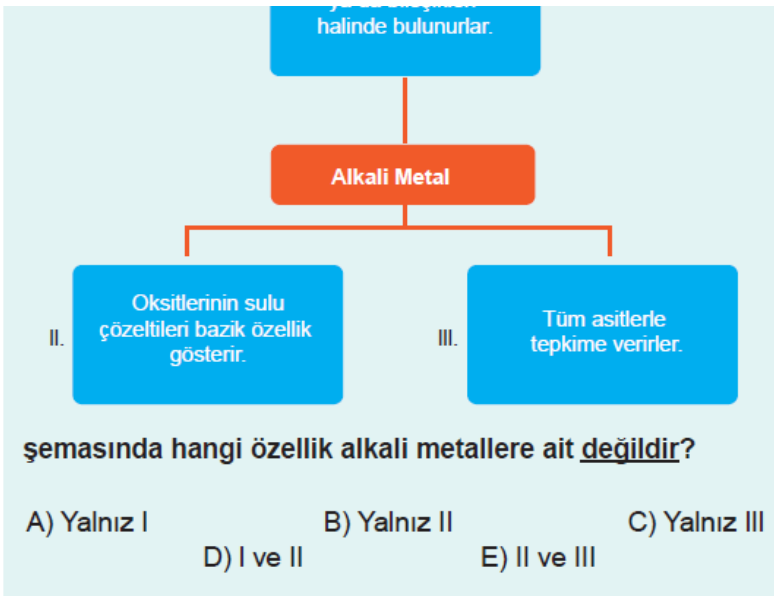 halinde bulunurlar.
Alkali Metal
II.
Oksitlerinin sulu
çözeltileri bazik özellik
gösterir.
III.
Tüm asitlerle
tepkime verirler.
şemasında hangi özellik alkali metallere ait değildir?
A) Yalnız I B) Yalnız II C) Yalnız III
D) I ve II E) II ve III